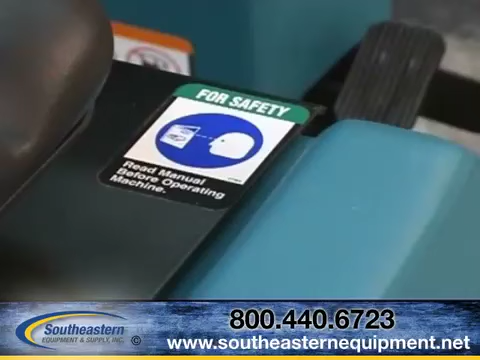 FOR SAFETY
Read Manual
Before Operating
Machine.
Southeastern
EQUIPMENT & SUPPLY, INC.
©
800.440.6723
www.southeasternequipment.net